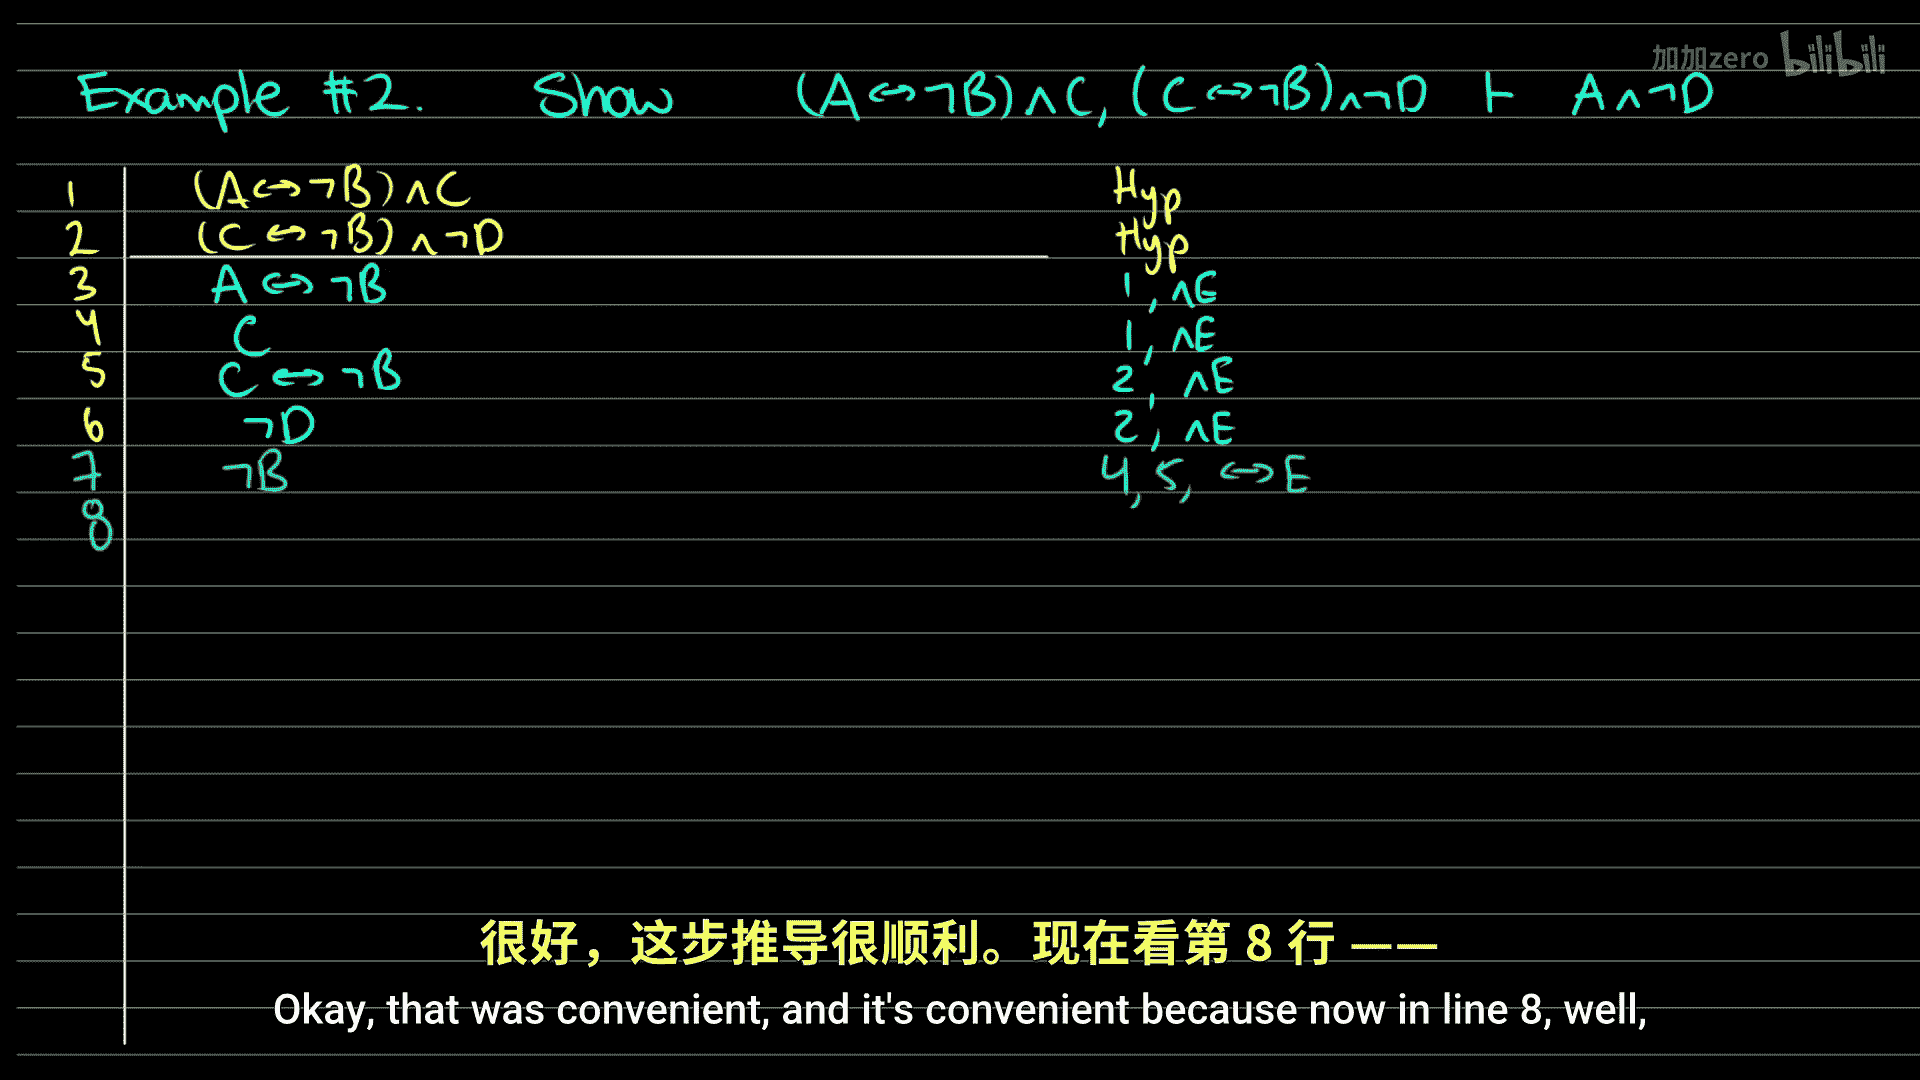 加加zero bilibili
Example #2. Show (A↔¬B)∧C, (C↔¬B)∧¬D ⊢ A∧¬D
1 (A↔¬B)∧C Hyp
2 (C↔¬B)∧¬D Hyp
3 A↔¬B 1, ∧E
4 C 1, ∧E
5 C↔¬B 2, ∧E
6 ¬D 2, ∧E
7 ¬B 4, 5, ↔E
8
很好，这步推导很顺利。现在看第 8 行 ——
Okay, that was convenient, and it's convenient because now in line 8, well,